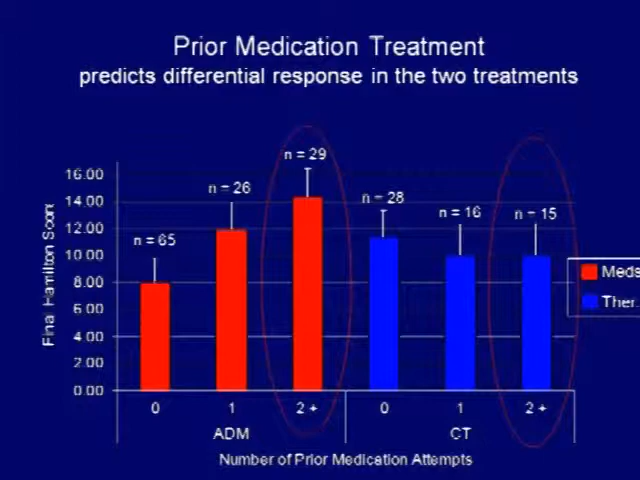 Prior Medication Treatment
predicts differential response in the two treatments
n = 29
n = 26
n = 28
n = 16
n = 15
n = 65
16.00
14.00
12.00
10.00
8.00
6.00
4.00
2.00
0.00
Final Hamilton Score
Meds
Ther.
0 1 2 + 0 1 2 +
ADM CT
Number of Prior Medication Attempts